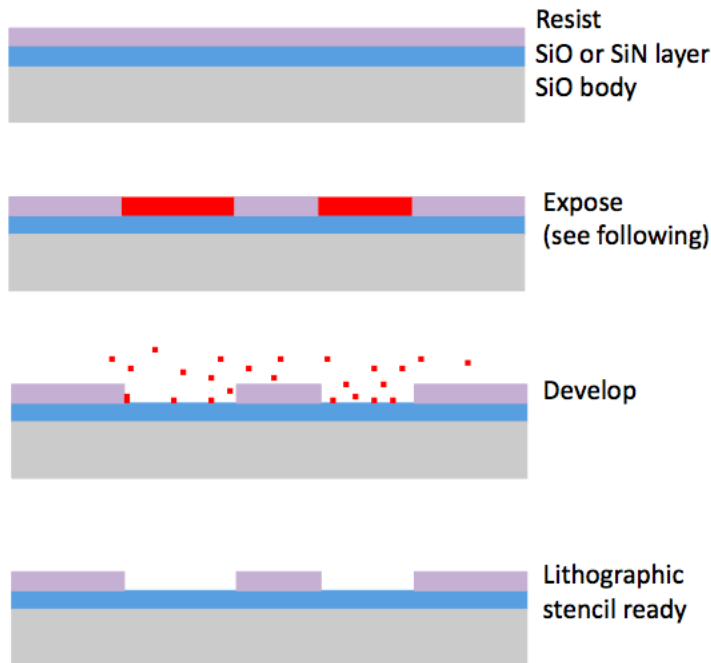 Resist
SiO or SiN layer
SiO body
Expose
(see following)
Develop
Lithographic
stencil ready